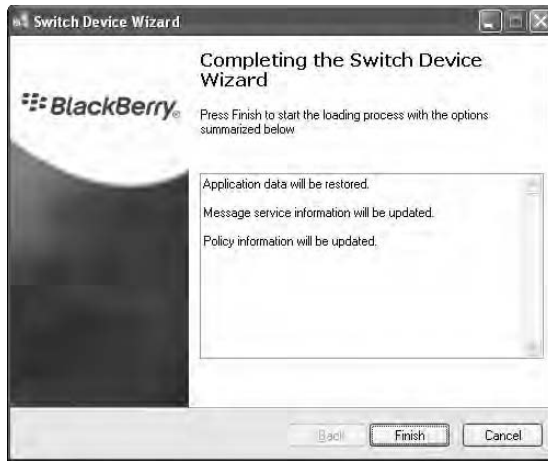 Switch Device Wizard
BlackBerry®
Completing the Switch Device
Wizard
Press Finish to start the loading process with the options
summarized below
Application data will be restored.
Message service information will be updated.
Policy information will be updated.
Back
Finish
Cancel